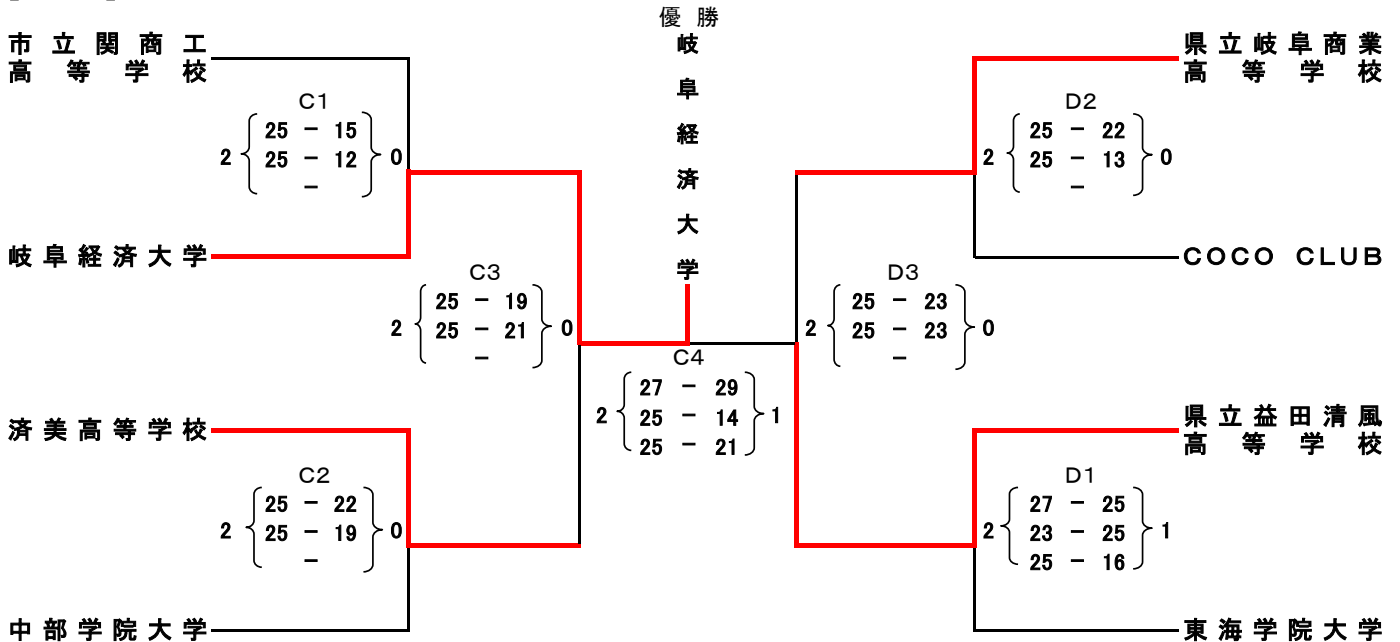 優勝
岐阜経済大学
市立関商工
高等学校
C1
2 25 － 15 0
25 － 12
－
岐阜経済大学
C3
2 25 － 19 0
25 － 21
－
済美高等学校
C2
2 25 － 22 0
25 － 19
－
中部学院大学
C4
27 － 29
2 25 － 14 1
25 － 21
県立岐阜商業
高等学校
D2
2 25 － 22 0
25 － 13
－
ＣＯＣＯ ＣＬＵＢ
D3
2 25 － 23 0
25 － 23
－
県立益田清風
高等学校
D1
27 － 25
2 23 － 25 1
25 － 16
東海学院大学